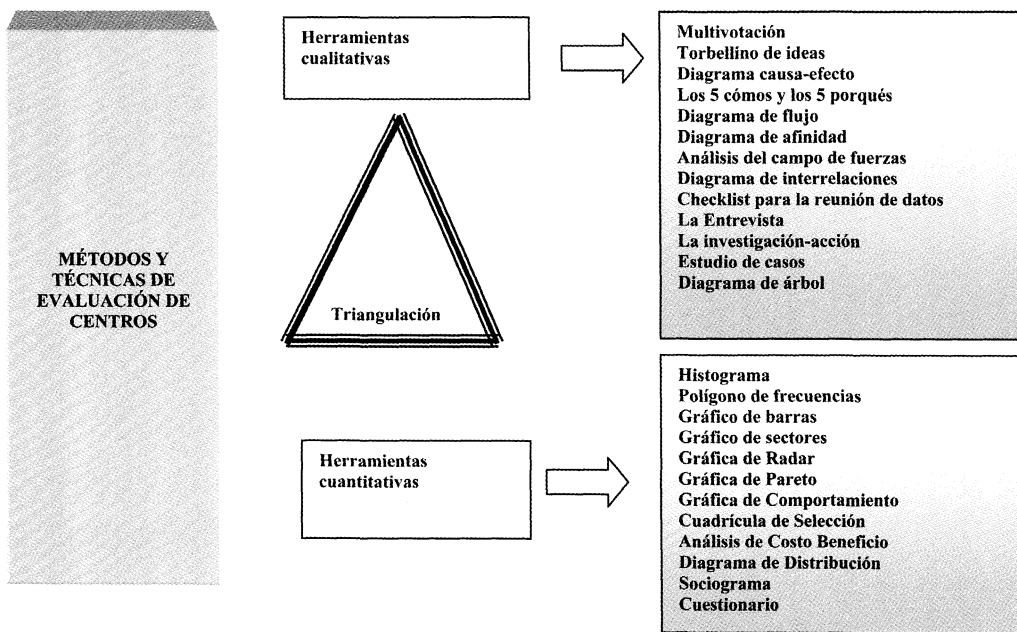 MÉTODOS Y
TÉCNICAS DE
EVALUACIÓN DE
CENTROS
Herramientas
cualitativas
Multivotación
Torbellino de ideas
Diagrama causa-efecto
Los 5 cómos y los 5 porqués
Diagrama de flujo
Diagrama de afinidad
Análisis del campo de fuerzas
Diagrama de interrelaciones
Checklist para la reunión de datos
La Entrevista
La investigación-acción
Estudio de casos
Diagrama de árbol
Triangulación
Herramientas
cuantitativas
Histograma
Polígono de frecuencias
Gráfico de barras
Gráfico de sectores
Gráfica de Radar
Gráfica de Pareto
Gráfica de Comportamiento
Cuadrícula de Selección
Análisis de Costo Beneficio
Diagrama de Distribución
Sociograma
Cuestionario